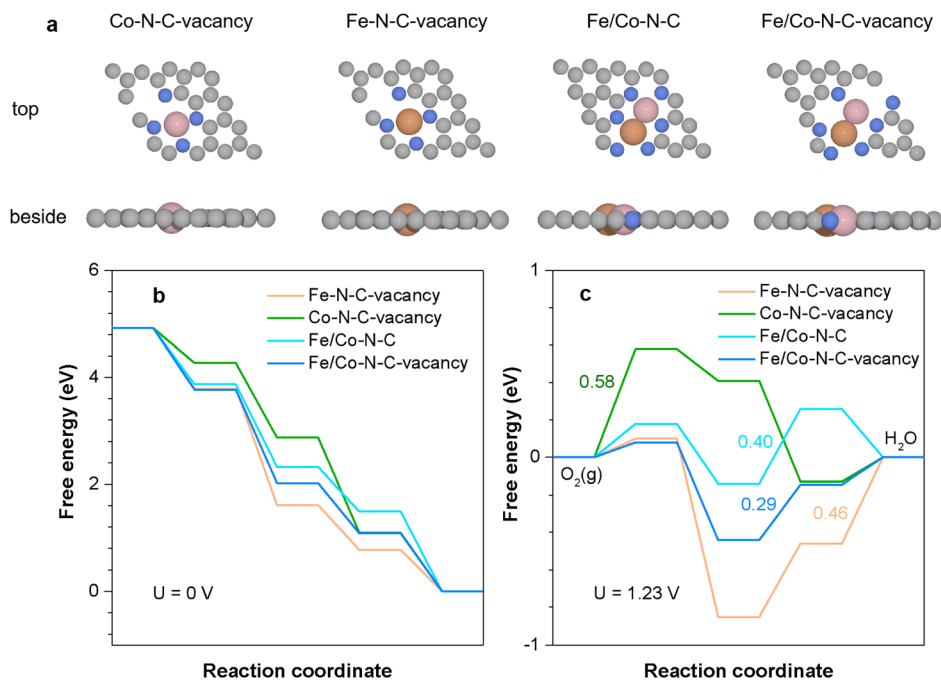 a
Co-N-C-vacancy
Fe-N-C-vacancy
Fe/Co-N-C
Fe/Co-N-C-vacancy
top
beside
b
Fe-N-C-vacancy
Co-N-C-vacancy
Fe/Co-N-C
Fe/Co-N-C-vacancy
6
4
2
0
Free energy (eV)
U = 0 V
Reaction coordinate
c
Fe-N-C-vacancy
Co-N-C-vacancy
Fe/Co-N-C
Fe/Co-N-C-vacancy
1
0
-1
Free energy (eV)
0.58
0.40
H₂O
O₂(g)
0.29
0.46
U = 1.23 V
Reaction coordinate